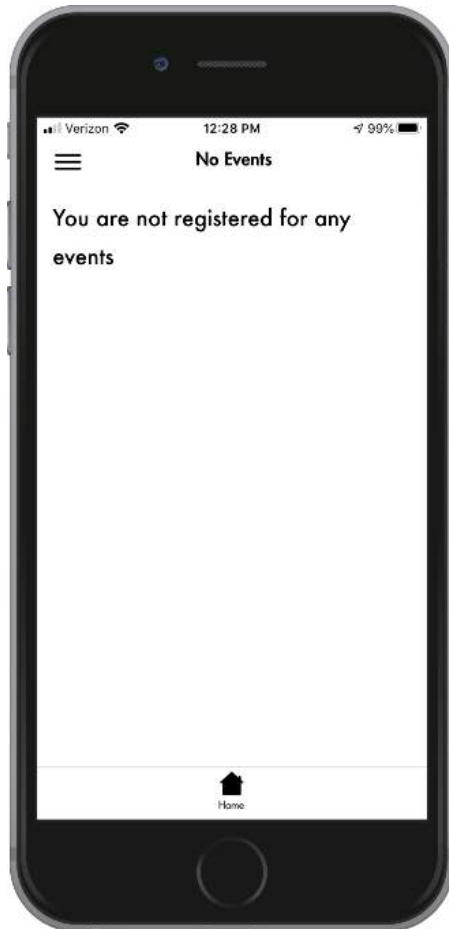 Verizon 12:28 PM 99%
No Events
You are not registered for any
events
Home